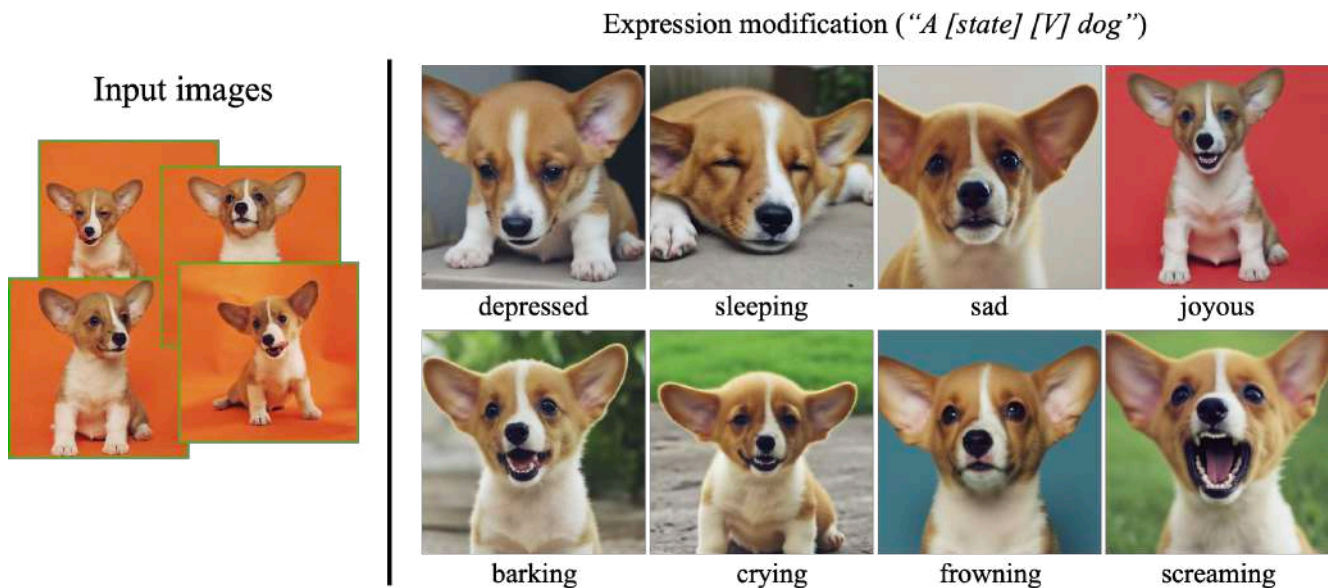 Expression modification (“A [state] [V] dog”)
Input images
depressed
sleeping
sad
joyous
barking
crying
frowning
screaming